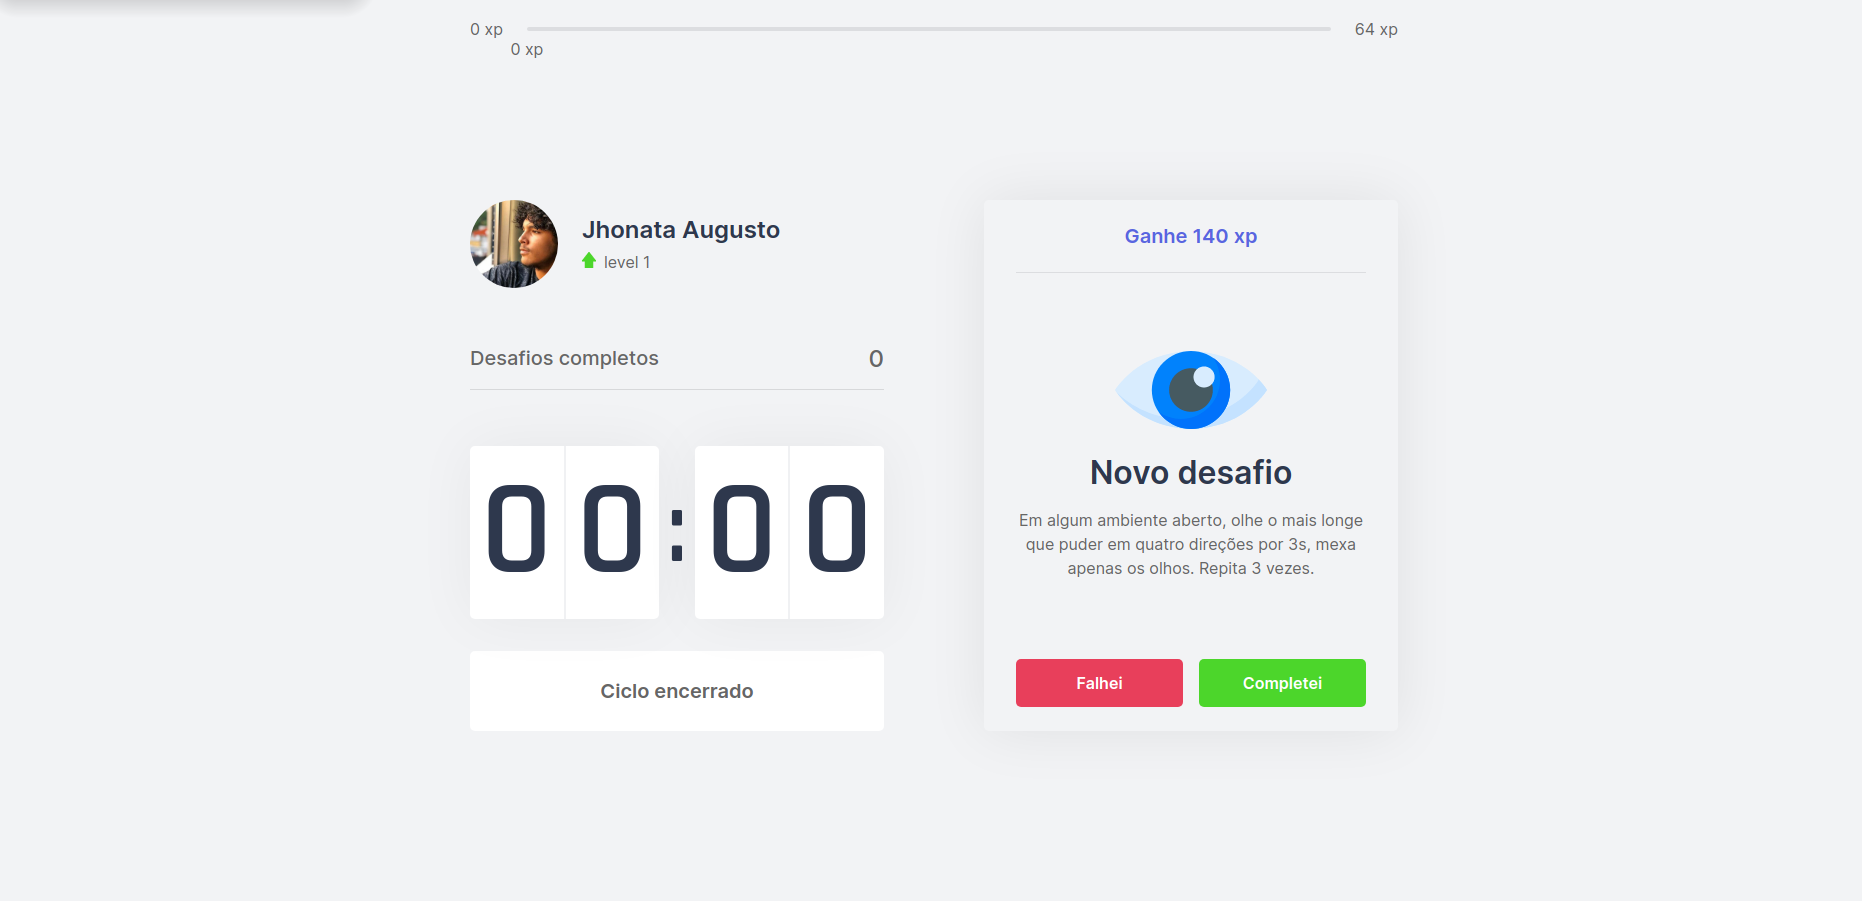 0 xp
64 xp
0 xp
Jhonata Augusto
level 1
Desafios completos
0
00:00
Ciclo encerrado
Ganhe 140 xp
Novo desafio
Em algum ambiente aberto, olhe o mais longe
que puder em quatro direções por 3s, mexa
apenas os olhos. Repita 3 vezes.
Falhei
Completei